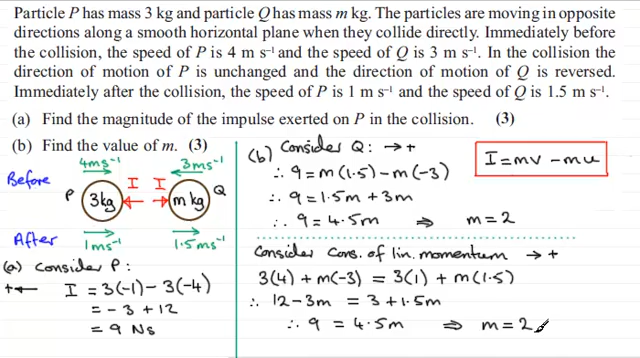 Particle P has mass 3 kg and particle Q has mass m kg. The particles are moving in opposite
directions along a smooth horizontal plane when they collide directly. Immediately before
the collision, the speed of P is 4 m s⁻¹ and the speed of Q is 3 m s⁻¹. In the collision the
direction of motion of P is unchanged and the direction of motion of Q is reversed.
Immediately after the collision, the speed of P is 1 m s⁻¹ and the speed of Q is 1.5 m s⁻¹.
(a) Find the magnitude of the impulse exerted on P in the collision. (3)
(b) Find the value of m. (3)
4ms⁻¹ 3ms⁻¹
Before
P I I Q
3kg m kg
After
1ms⁻¹ 1.5ms⁻¹
(a) Consider P:
+← I = 3(-1) - 3(-4)
= -3 + 12
= 9 Ns
(b) Consider Q: → +
∴ 9 = m(1.5) - m(-3)
∴ 9 = 1.5m + 3m
∴ 9 = 4.5m ⇒ m = 2
I = mv - mu
Consider Cons. of lin. momentum → +
3(4) + m(-3) = 3(1) + m(1.5)
∴ 12 - 3m = 3 + 1.5m
∴ 9 = 4.5m ⇒ m = 2